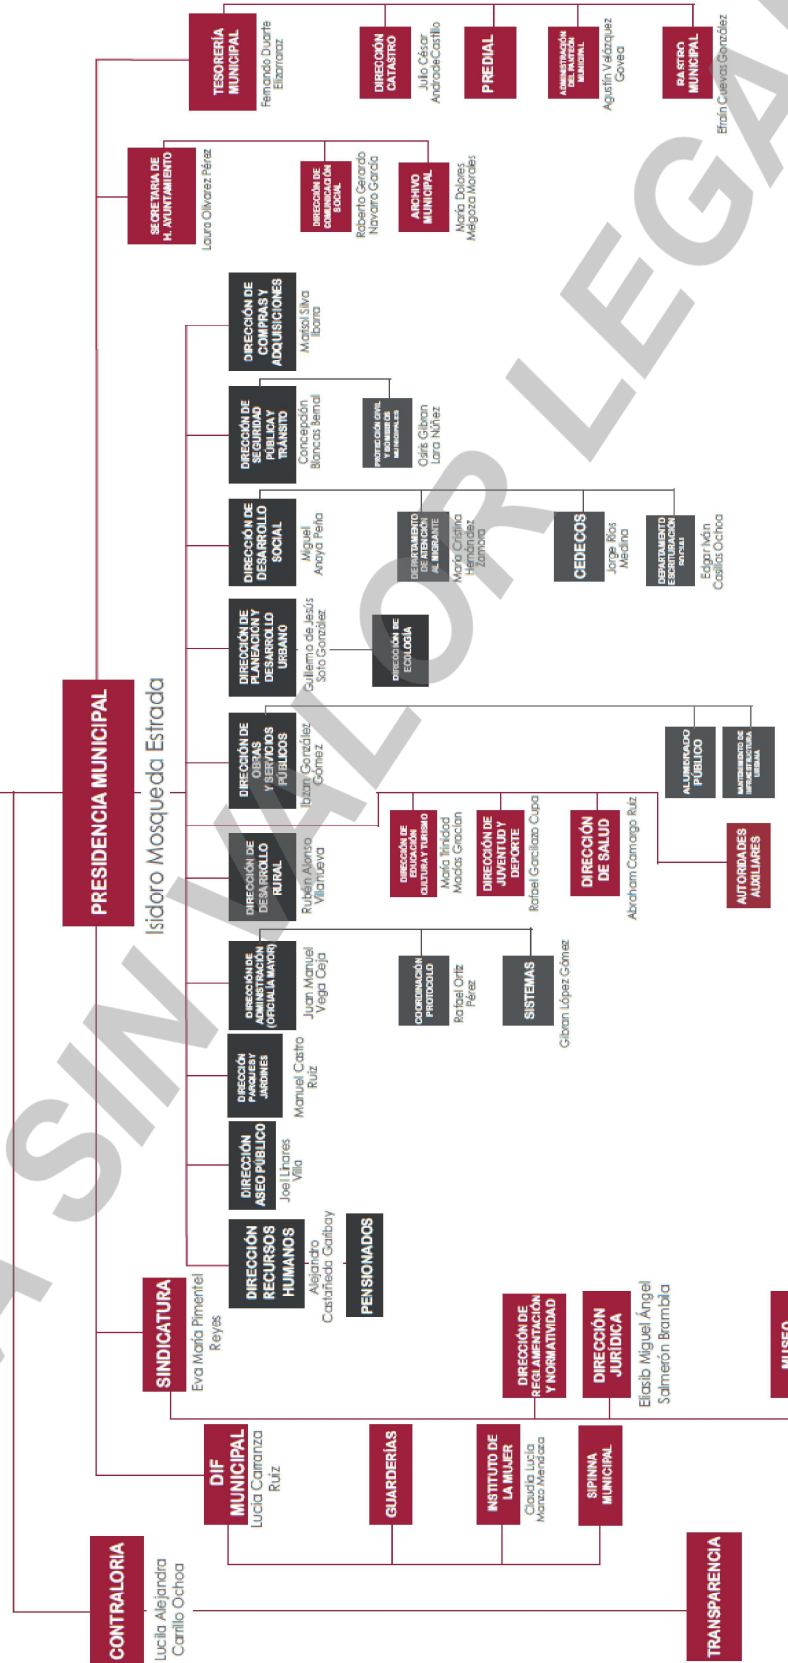 PRESIDENCIA MUNICIPAL
Isidoro Mosqueda Estrada
CONTRALORIA
Lucila Alejandra
Carrillo Ochoa
TRANSPARENCIA
DIF
MUNICIPAL
Lucia Carranza
Ruiz
GUARDERÍAS
INSTITUTO DE
LA MUJER
Claudia Lucía
Manzo Mendoza
SIPINNA
MUNICIPAL
SINDICATURA
Eva María Pimentel
Reyes
DIRECCIÓN DE
REGLAMENTACIÓN
Y NORMATIVIDAD
DIRECCIÓN
JURÍDICA
Eliasib Miguel Ángel
Salmerón Brambila
MUSEO
DIRECCIÓN
RECURSOS
HUMANOS
Alejandro
Castañeda Garibay
PENSIONADOS
DIRECCIÓN
ASEO PÚBLICO
Joel Linares
Villa
DIRECCIÓN
PARQUES Y
JARDINES
Manuel Castro
Ruiz
DIRECCIÓN DE
ADMINISTRACIÓN
(OFICIALÍA MAYOR)
Juan Manuel
Vega Ceja
COORDINACIÓN
PROTOCOLO
Rafael Ortiz
Pérez
SISTEMAS
Gibran López Gómez
DIRECCIÓN DE
DESARROLLO
RURAL
Rubén Alonso
Villanueva
DIRECCIÓN DE
EDUCACIÓN
CULTURA Y TURISMO
María Trinidad
Macías Gracian
DIRECCIÓN DE
JUVENTUD Y
DEPORTE
Rafael Garcilazo Cupa
DIRECCIÓN
DE SALUD
Abraham Camargo Ruiz
AUTORIDADES
AUXILIARES
DIRECCIÓN DE
OBRAS
Y SERVICIOS
PÚBLICOS
Ibzan González
Gómez
ALUMBRADO
PÚBLICO
MANTENIMIENTO DE
INFRAESTRUCTURA
URBANA
DIRECCIÓN DE
PLANEACION Y
DESARROLLO
URBANO
Guillermo de Jesús
Soto González
DIRECCIÓN DE
ECOLOGÍA
DIRECCIÓN DE
DESARROLLO
SOCIAL
Miguel
Anaya Peña
DEPARTAMENTO
DE ATENCIÓN
AL MIGRANTE
María Cristina
Hernández
Zamora
CEDECOS
Jorge Ríos
Medina
DEPARTAMENTO
ESCRITURACIÓN
SOCIAL
Edgar Iván
Casillas Ochoa
DIRECCIÓN DE
SEGURIDAD
PÚBLICA Y
TRÁNSITO
Concepción
Blancas Bernal
PROTECCIÓN CIVIL
Y BOMBEROS
MUNICIPALES
Osiris Gibran
Lara Núñez
DIRECCIÓN DE
COMPRAS Y
ADQUISICIONES
Marisol Silva
Ibarra
SECRETARIA DE
H. AYUNTAMIENTO
Laura Olivarez Pérez
DIRECCIÓN DE
COMUNICACIÓN
SOCIAL
Roberto Gerardo
Navarro García
ARCHIVO
MUNICIPAL
María Dolores
Melgoza Morales
TESORERÍA
MUNICIPAL
Fernando Duarte
Elizarraraz
DIRECCIÓN
CATASTRO
Julio César
AndradeCastillo
PREDIAL
ADMINISTRACIÓN
DEL PANTEÓN
MUNICIPAL
Agustín Velázquez
Govea
RASTRO
MUNICIPAL
Efraín Cuevas González
A SIN VALOR LEGA